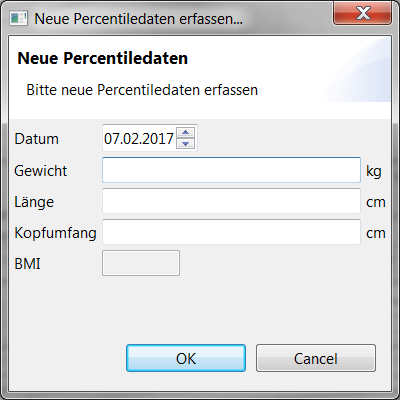 Neue Percentiledaten erfassen...
Neue Percentiledaten
Bitte neue Percentiledaten erfassen
Datum 07.02.2017
Gewicht kg
Länge cm
Kopfumfang cm
BMI
OK Cancel